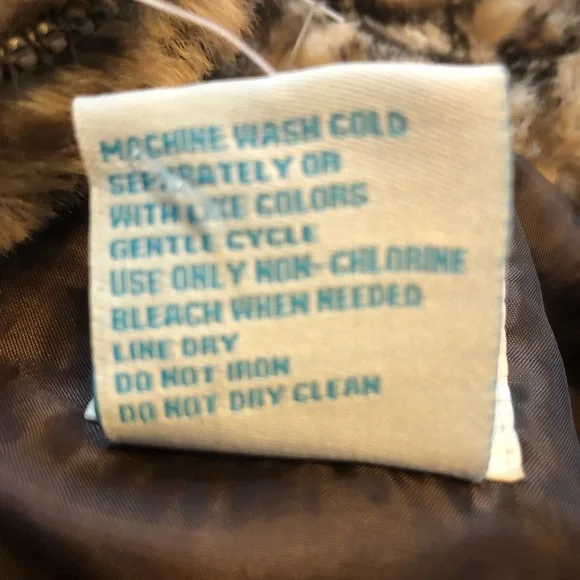 MACHINE WASH COLD
SEPARATELY OR
WITH LIKE COLORS
GENTLE CYCLE
USE ONLY NON-CHLORINE
BLEACH WHEN NEEDED
LINE DRY
DO NOT IRON
DO NOT DRY CLEAN